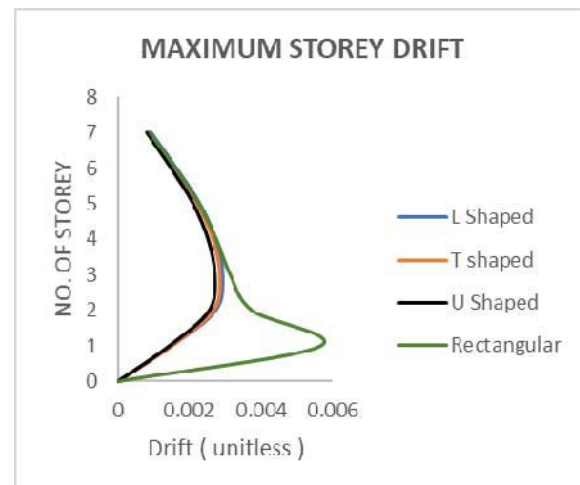 MAXIMUM STOREY DRIFT
8
7
6
5
4
3
2
1
0
NO. OF STOREY
0 0.002 0.004 0.006
Drift ( unitless )
L Shaped
T shaped
U Shaped
Rectangular